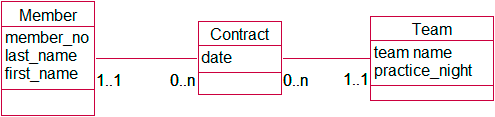 Member
member_no
last_name
first_name
1..1
0..n
Contract
date
0..n
1..1
Team
team name
practice_night